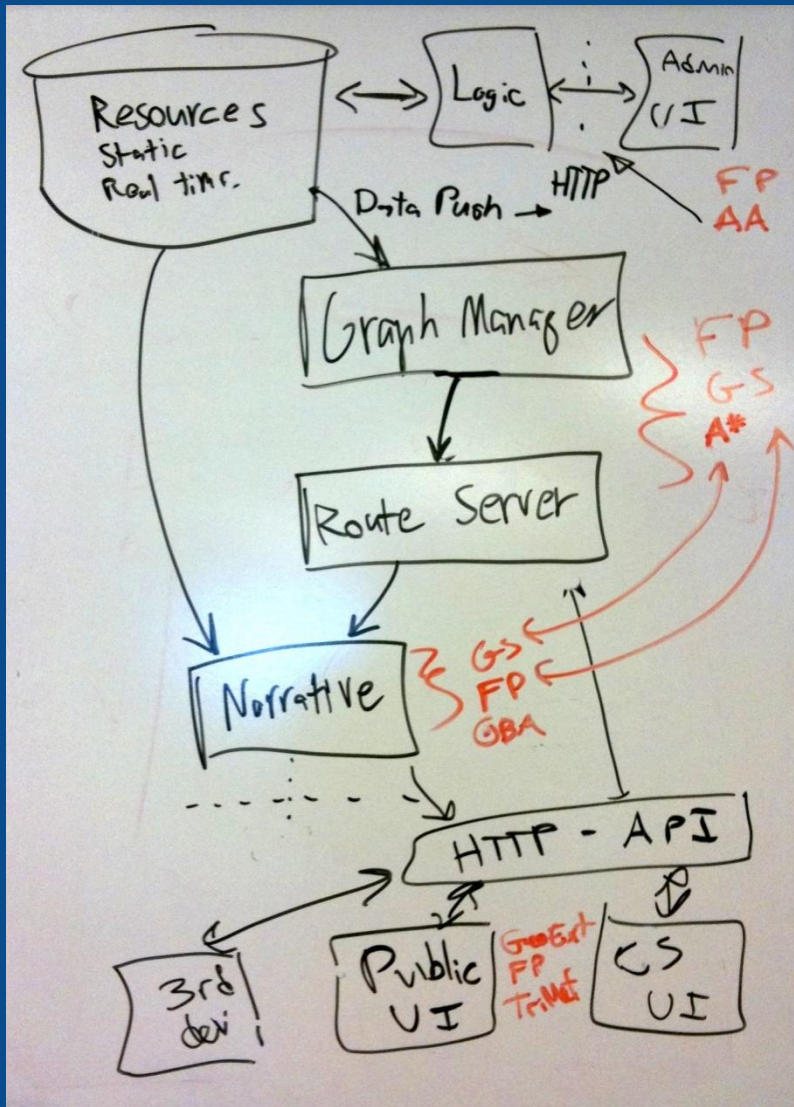 Resources
Static
Real time.
Logic
Admin
UI
Data Push → HTTP
FP
AA
Graph Manager
FP
GS
A*
Route Server
Narrative
GS
FP
OBA
HTTP - API
3rd
Public
UI
GeoExt
FP
TriMet
CS
UI